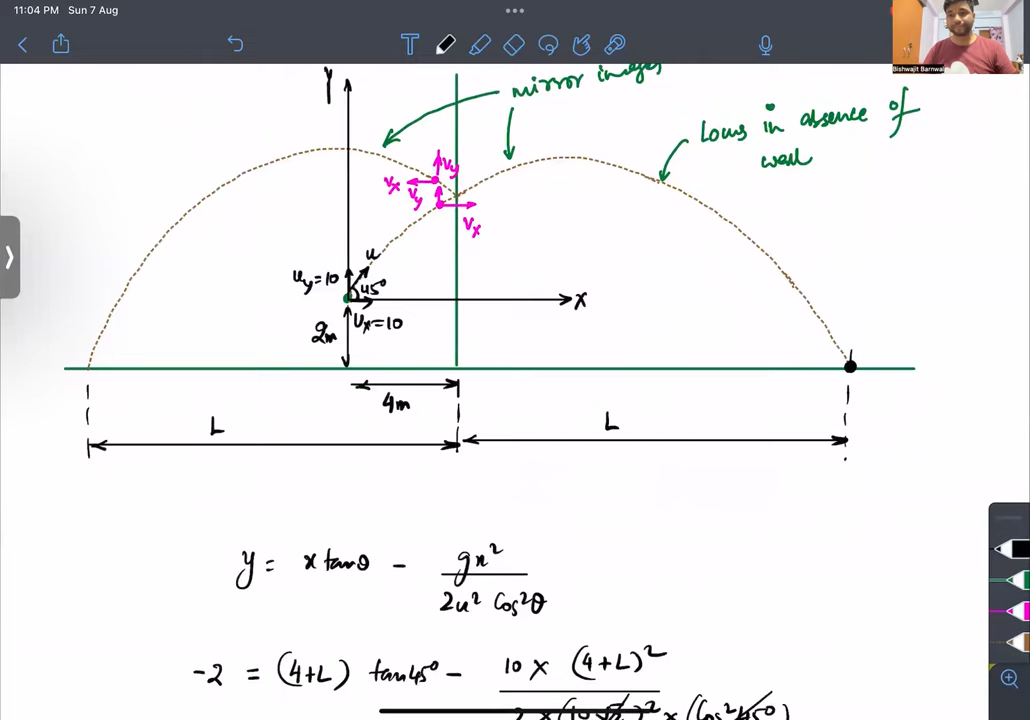 11:04 PM Sun 7 Aug
Bishwajit Barnwal
Y
mirror images
Locus in absence of
wall
Vy
Vx
Vy
Vx
u
uy=10
45°
Ux=10
X
2m
4m
L
L
y = x tanθ - gx² / 2u² Cos²θ
-2 = (4+L) tan45° - 10 × (4+L)²